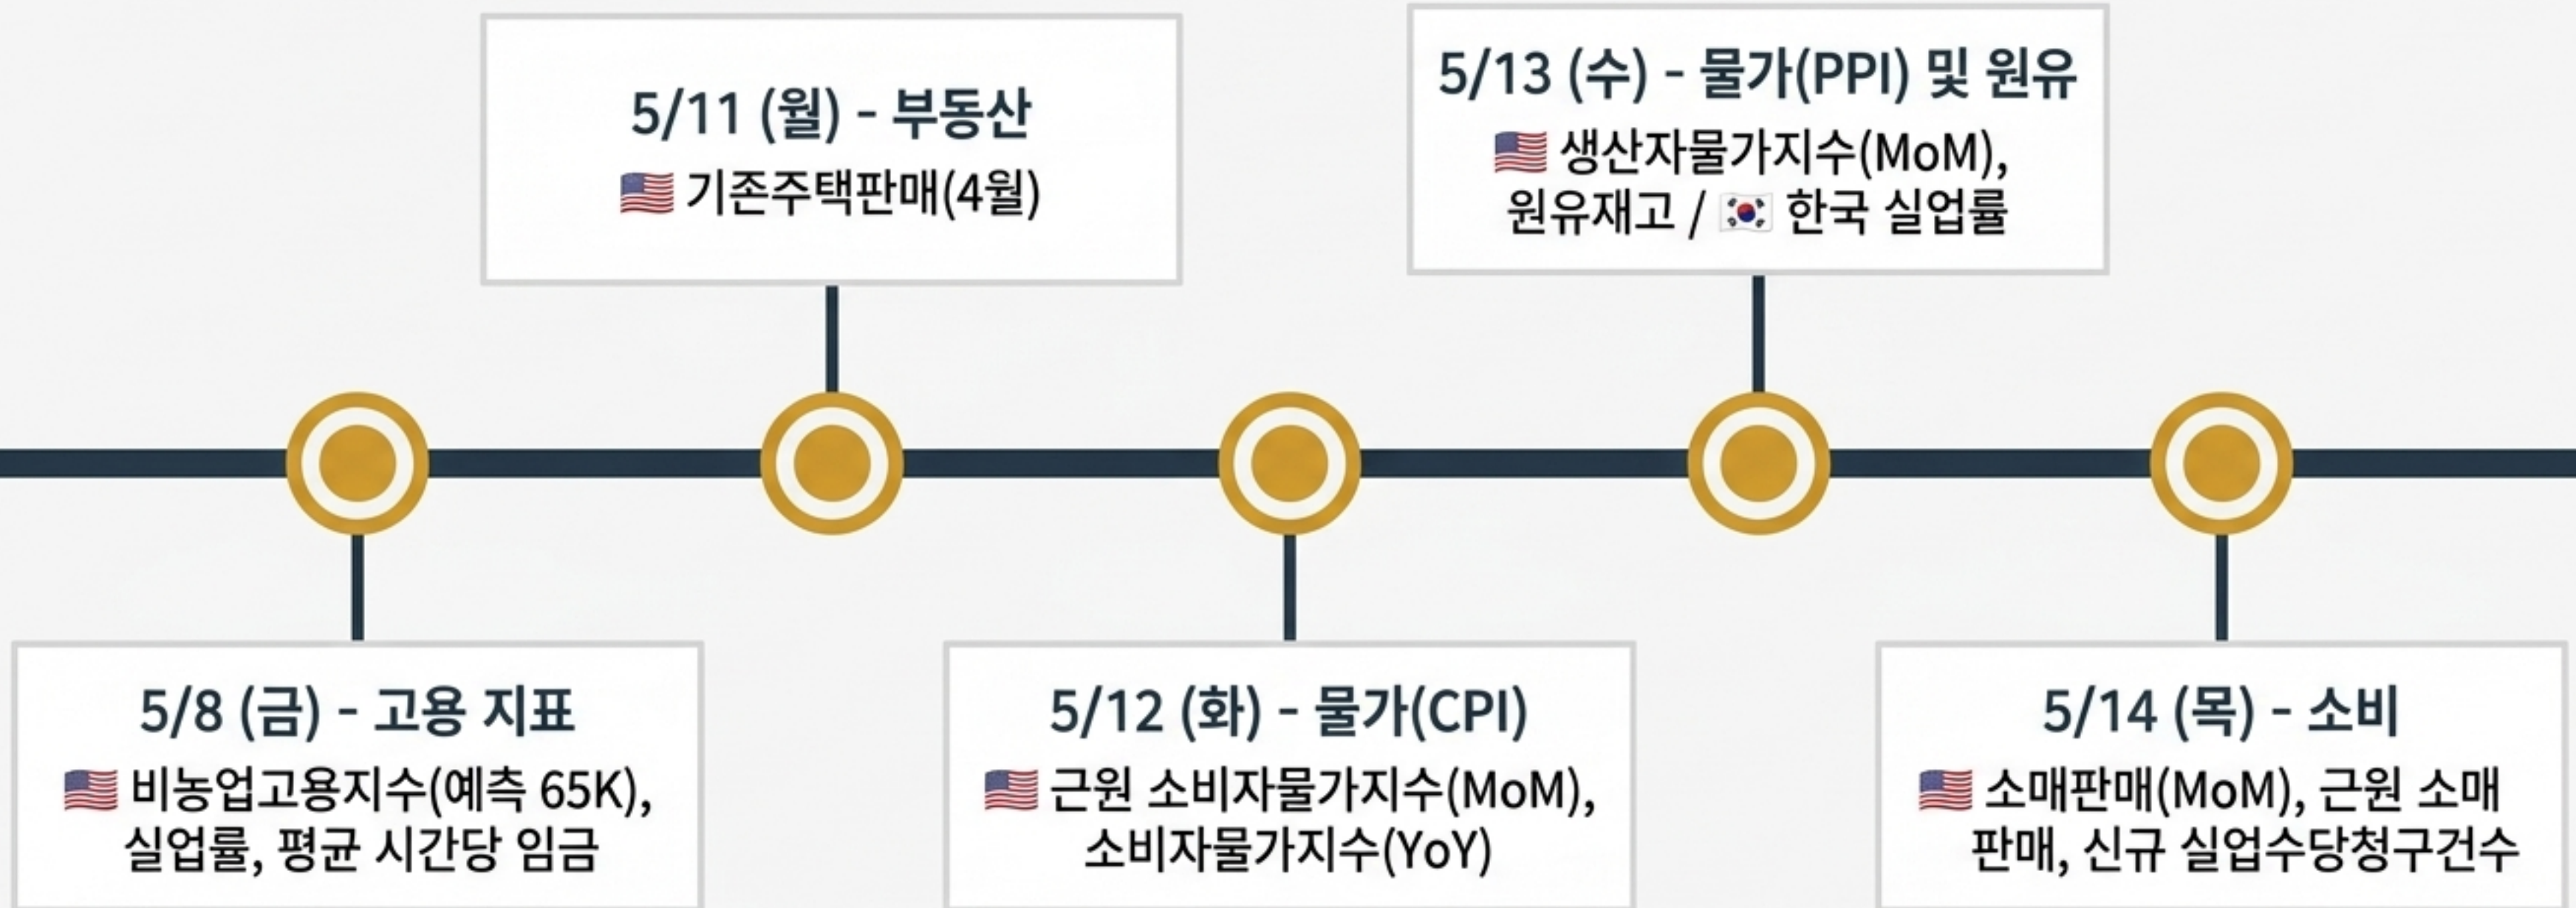 5/8 (금) - 고용 지표
🇺🇸 비농업고용지수(예측 65K),
실업률, 평균 시간당 임금
5/11 (월) - 부동산
🇺🇸 기존주택판매(4월)
5/12 (화) - 물가(CPI)
🇺🇸 근원 소비자물가지수(MoM),
소비자물가지수(YoY)
5/13 (수) - 물가(PPI) 및 원유
🇺🇸 생산자물가지수(MoM),
원유재고 / 🇰🇷 한국 실업률
5/14 (목) - 소비
🇺🇸 소매판매(MoM), 근원 소매
판매, 신규 실업수당청구건수